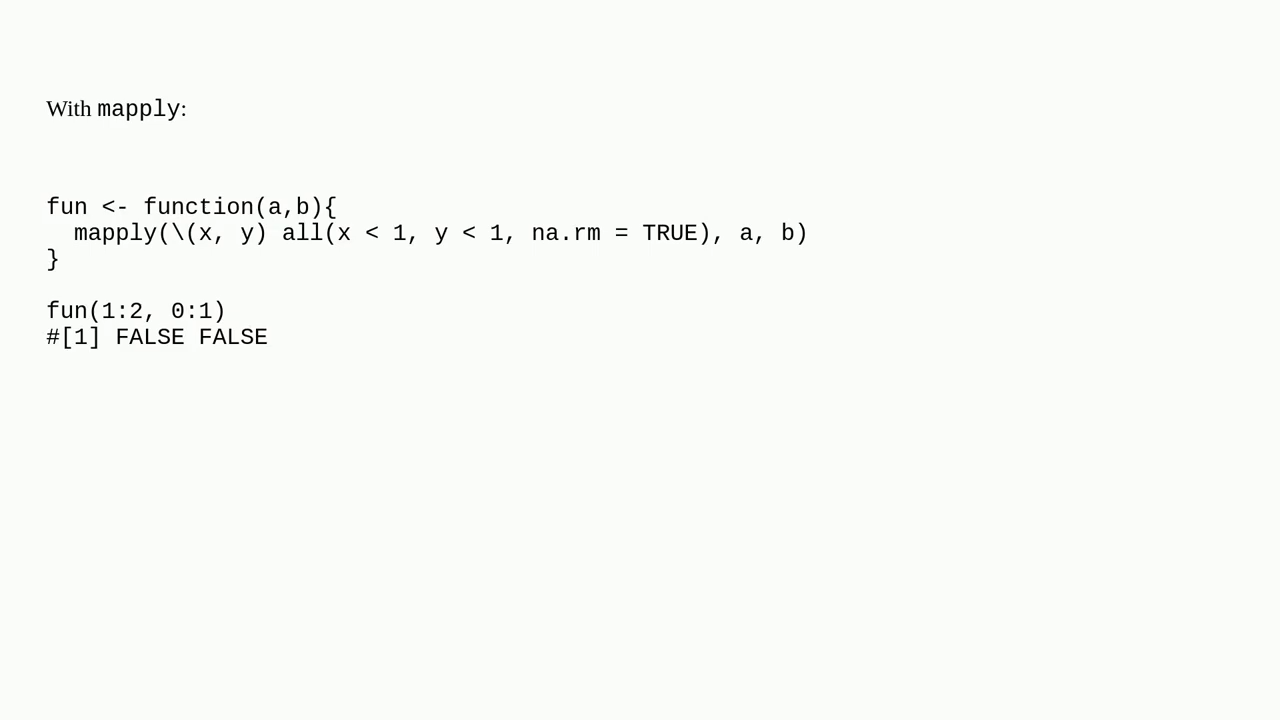 With mapply:
fun <- function(a,b){
  mapply(\(x, y) all(x < 1, y < 1, na.rm = TRUE), a, b)
}
fun(1:2, 0:1)
#[1] FALSE FALSE